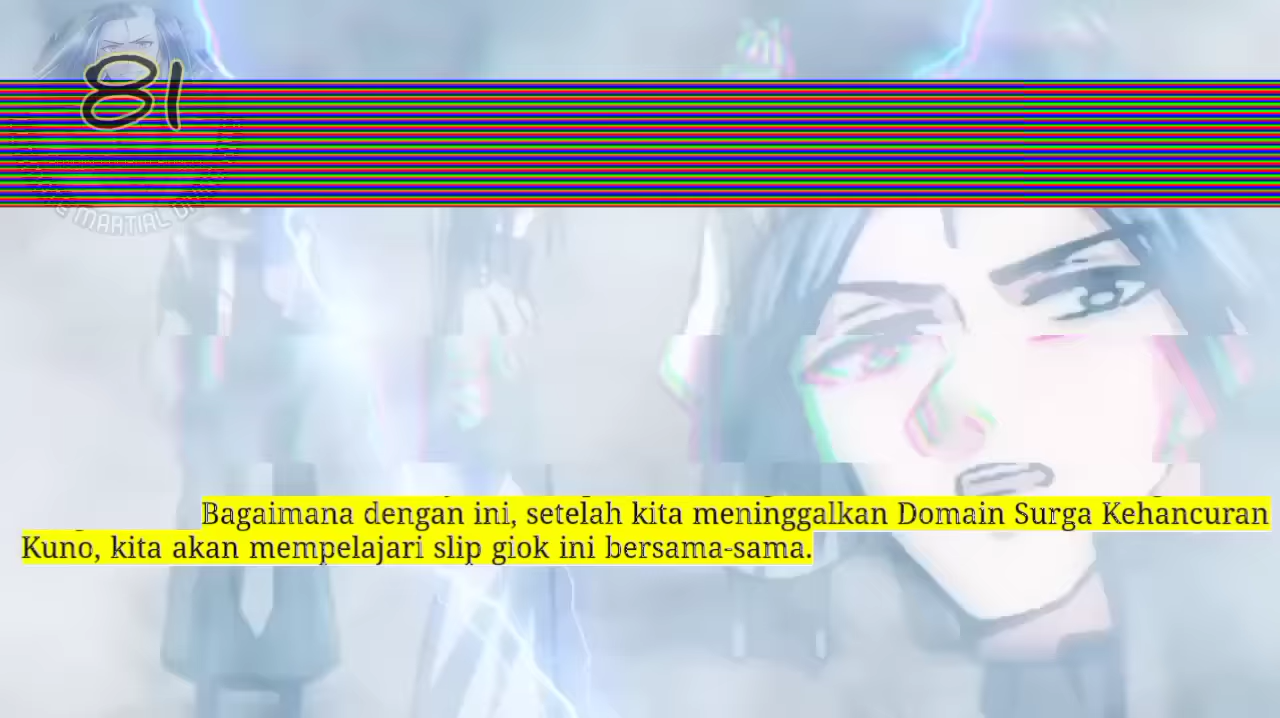 81
MARTIAL
Bagaimana dengan ini, setelah kita meninggalkan Domain Surga Kehancuran
Kuno, kita akan mempelajari slip giok ini bersama-sama.